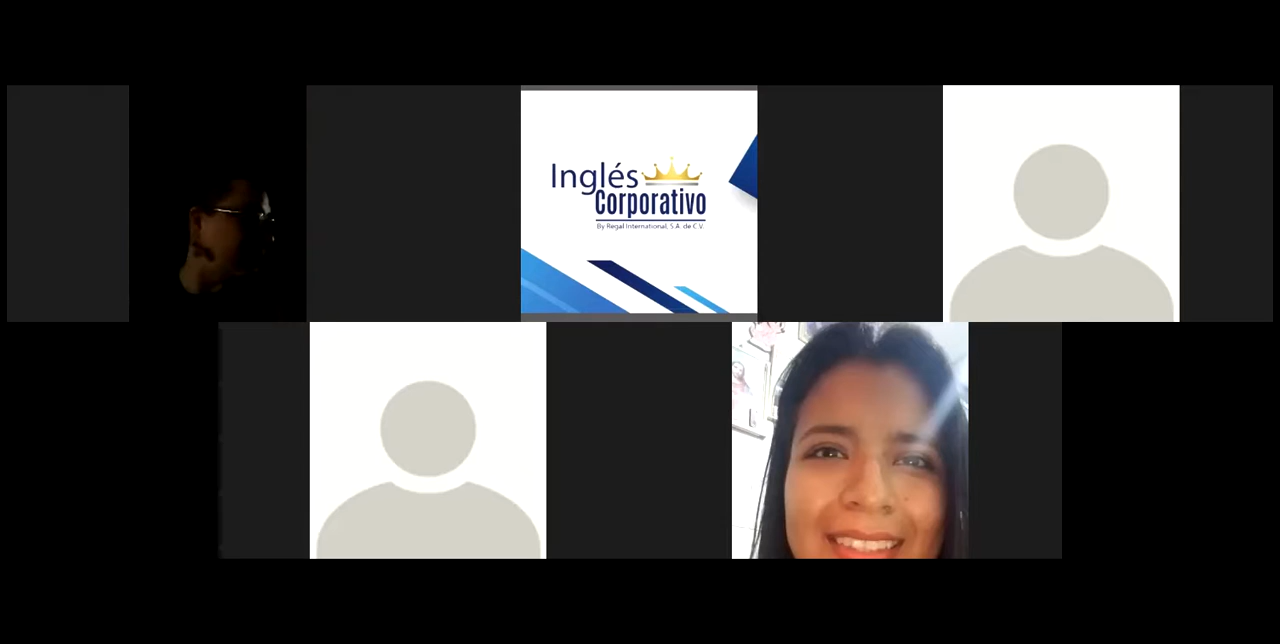 Inglés
Corporativo
By Regal International, S.A. de C.V.